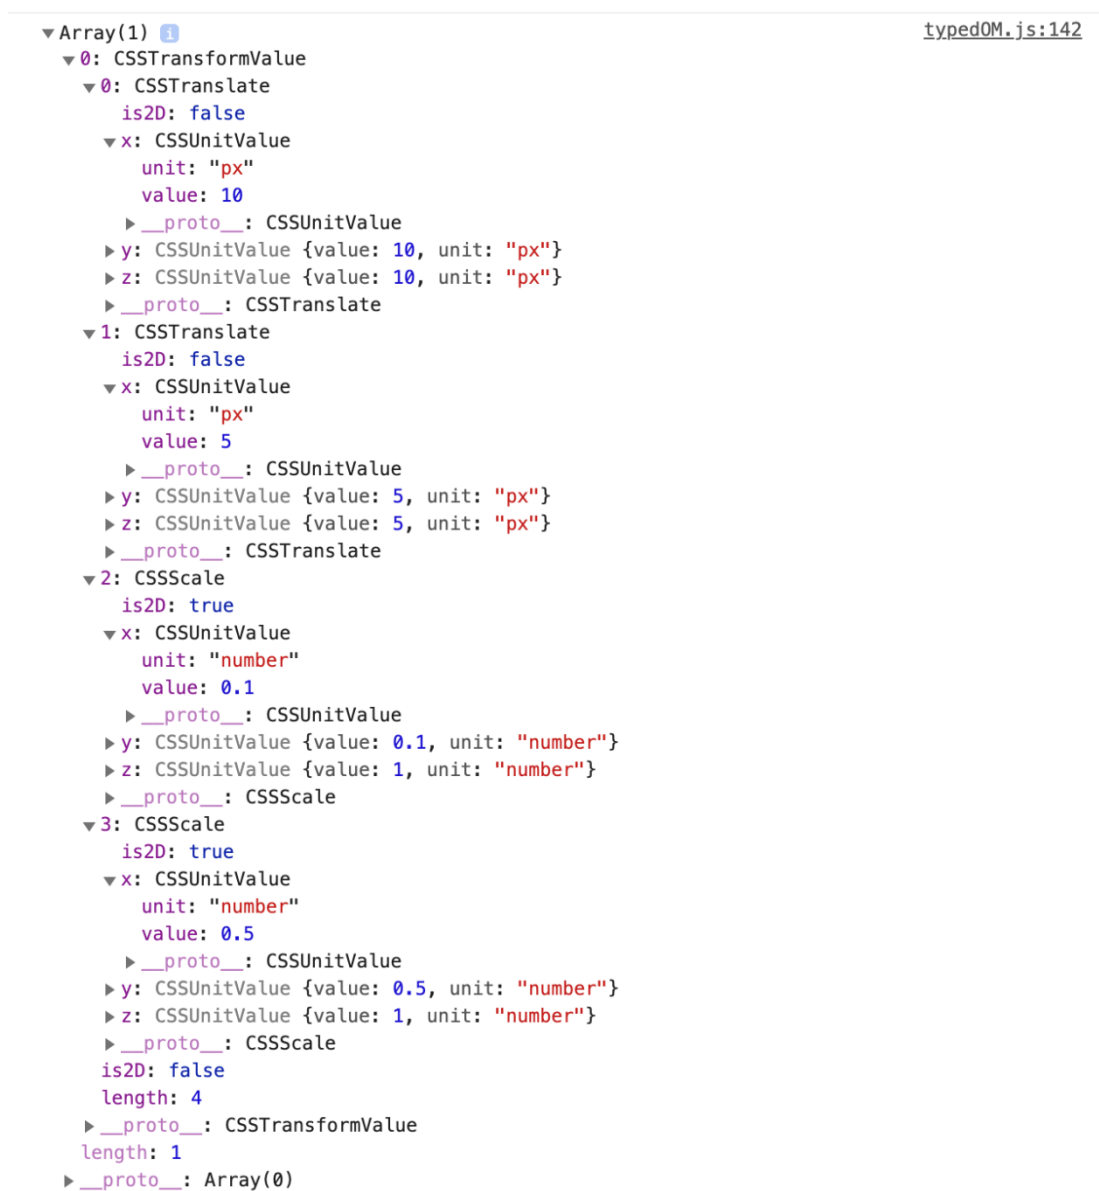 ▼Array(1) i typedOM.js:142
▼0: CSSTransformValue
▼0: CSSTranslate
is2D: false
▼x: CSSUnitValue
unit: "px"
value: 10
▶__proto__: CSSUnitValue
▶y: CSSUnitValue {value: 10, unit: "px"}
▶z: CSSUnitValue {value: 10, unit: "px"}
▶__proto__: CSSTranslate
▼1: CSSTranslate
is2D: false
▼x: CSSUnitValue
unit: "px"
value: 5
▶__proto__: CSSUnitValue
▶y: CSSUnitValue {value: 5, unit: "px"}
▶z: CSSUnitValue {value: 5, unit: "px"}
▶__proto__: CSSTranslate
▼2: CSSScale
is2D: true
▼x: CSSUnitValue
unit: "number"
value: 0.1
▶__proto__: CSSUnitValue
▶y: CSSUnitValue {value: 0.1, unit: "number"}
▶z: CSSUnitValue {value: 1, unit: "number"}
▶__proto__: CSSScale
▼3: CSSScale
is2D: true
▼x: CSSUnitValue
unit: "number"
value: 0.5
▶__proto__: CSSUnitValue
▶y: CSSUnitValue {value: 0.5, unit: "number"}
▶z: CSSUnitValue {value: 1, unit: "number"}
▶__proto__: CSSScale
is2D: false
length: 4
▶__proto__: CSSTransformValue
length: 1
▶__proto__: Array(0)